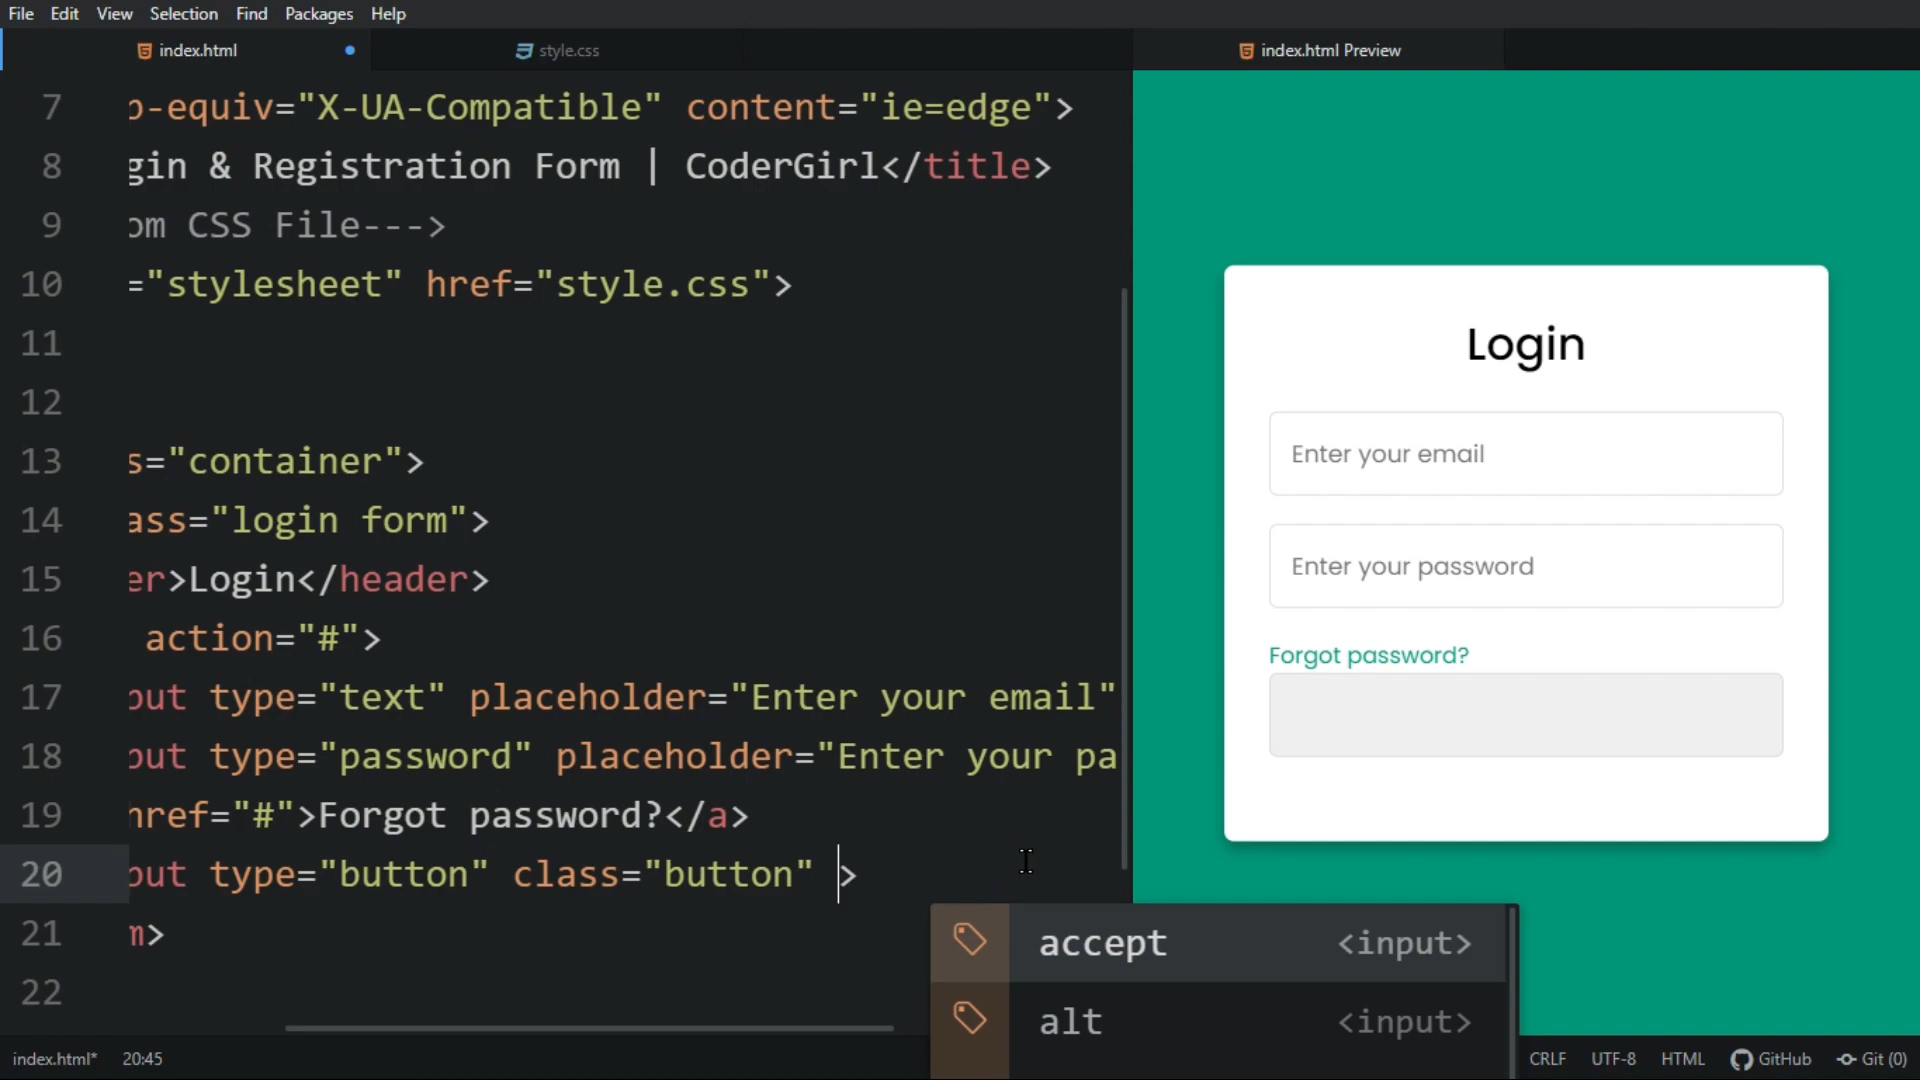 File Edit View Selection Find Packages Help
index.html style.css index.html Preview
7 p-equiv="X-UA-Compatible" content="ie=edge">
8 gin & Registration Form | CoderGirl</title>
9 om CSS File--->
10 ="stylesheet" href="style.css">
11
12
13 s="container">
14 ass="login form">
15 er>Login</header>
16 action="#">
17 put type="text" placeholder="Enter your email"
18 put type="password" placeholder="Enter your pa
19 href="#">Forgot password?</a>
20 put type="button" class="button" >
21 m>
22
accept <input>
alt <input>
Login
Enter your email
Enter your password
Forgot password?
index.html* 20:45 CRLF UTF-8 HTML GitHub Git (0)